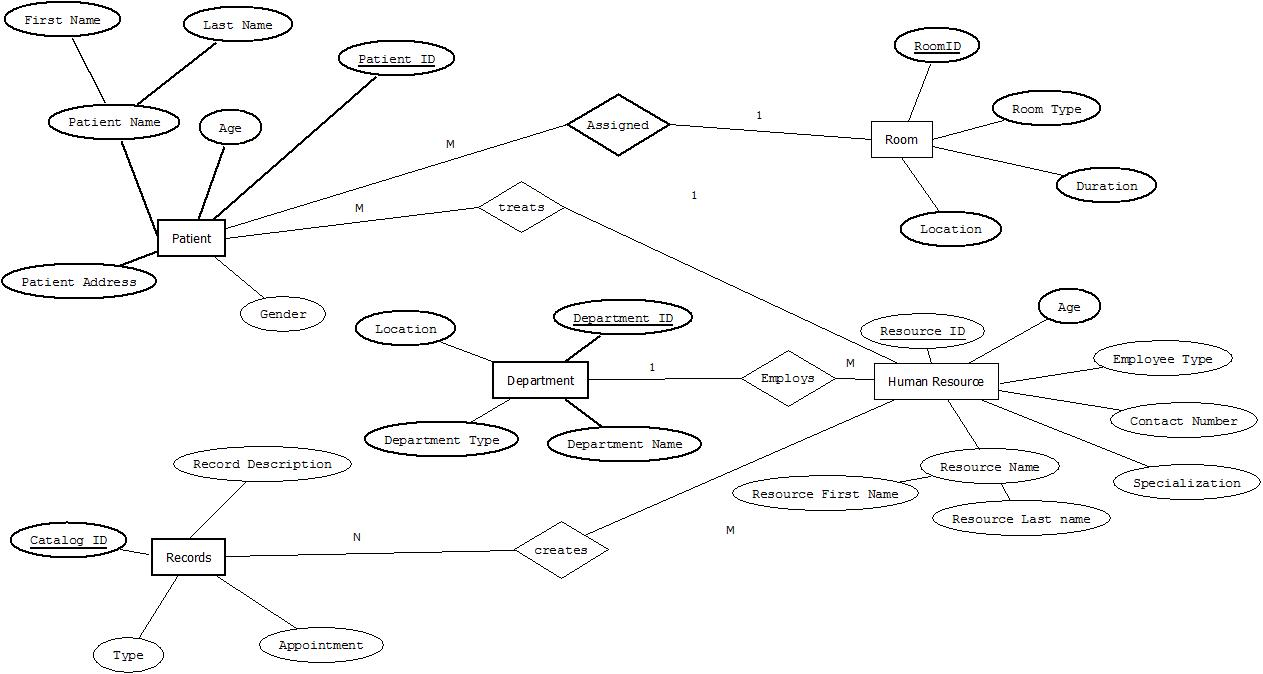 First Name
Last Name
Patient ID
RoomID
Patient Name
Age
Assigned
1
Room Type
Room
M
Duration
M
treats
1
Location
Patient
Patient Address
Gender
Location
Department ID
Resource ID
Age
Department
1
Employs
M
Human Resource
Employee Type
Contact Number
Department Type
Department Name
Record Description
Resource Name
Specialization
Resource First Name
Resource Last name
Catalog ID
Records
N
creates
M
Type
Appointment